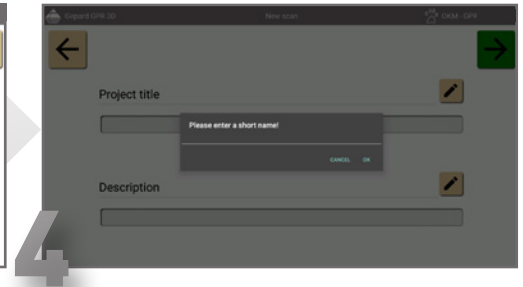 Gepard GPR 2D
New scan
OKM - GPR
Project title
Please enter a short name!
CANCEL OK
Description
4